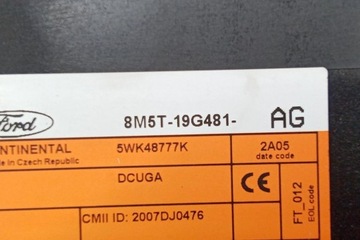 Ford
8M5T-19G481- AG
NTINENTAL 5WK48777K 2A05
in Czech Republic date code
DCUGA CE
FT_012
EOL code
CMII ID: 2007DJ0476